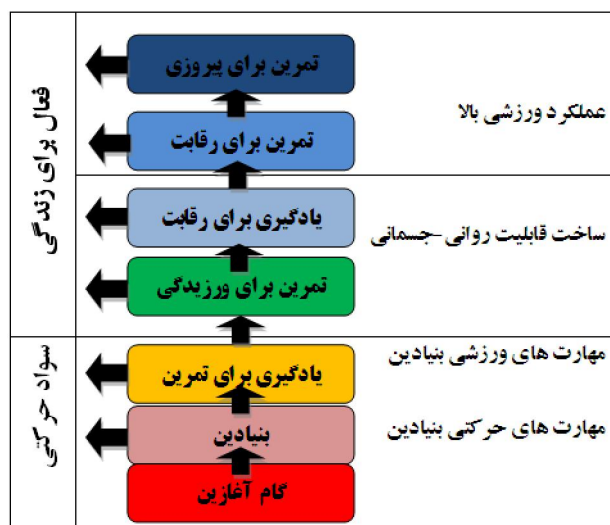 عملکرد ورزشی بالا
تمرین برای پیروزی
تمرین برای رقابت
ساخت قابلیت روانی-جسمانی
یادگیری برای رقابت
تمرین برای ورزیدگی
فعال برای زندگی
مهارت های ورزشی بنیادین
یادگیری برای تمرین
مهارت های حرکتی بنیادین
بنیادین
گام آغازین
سواد حرکتی